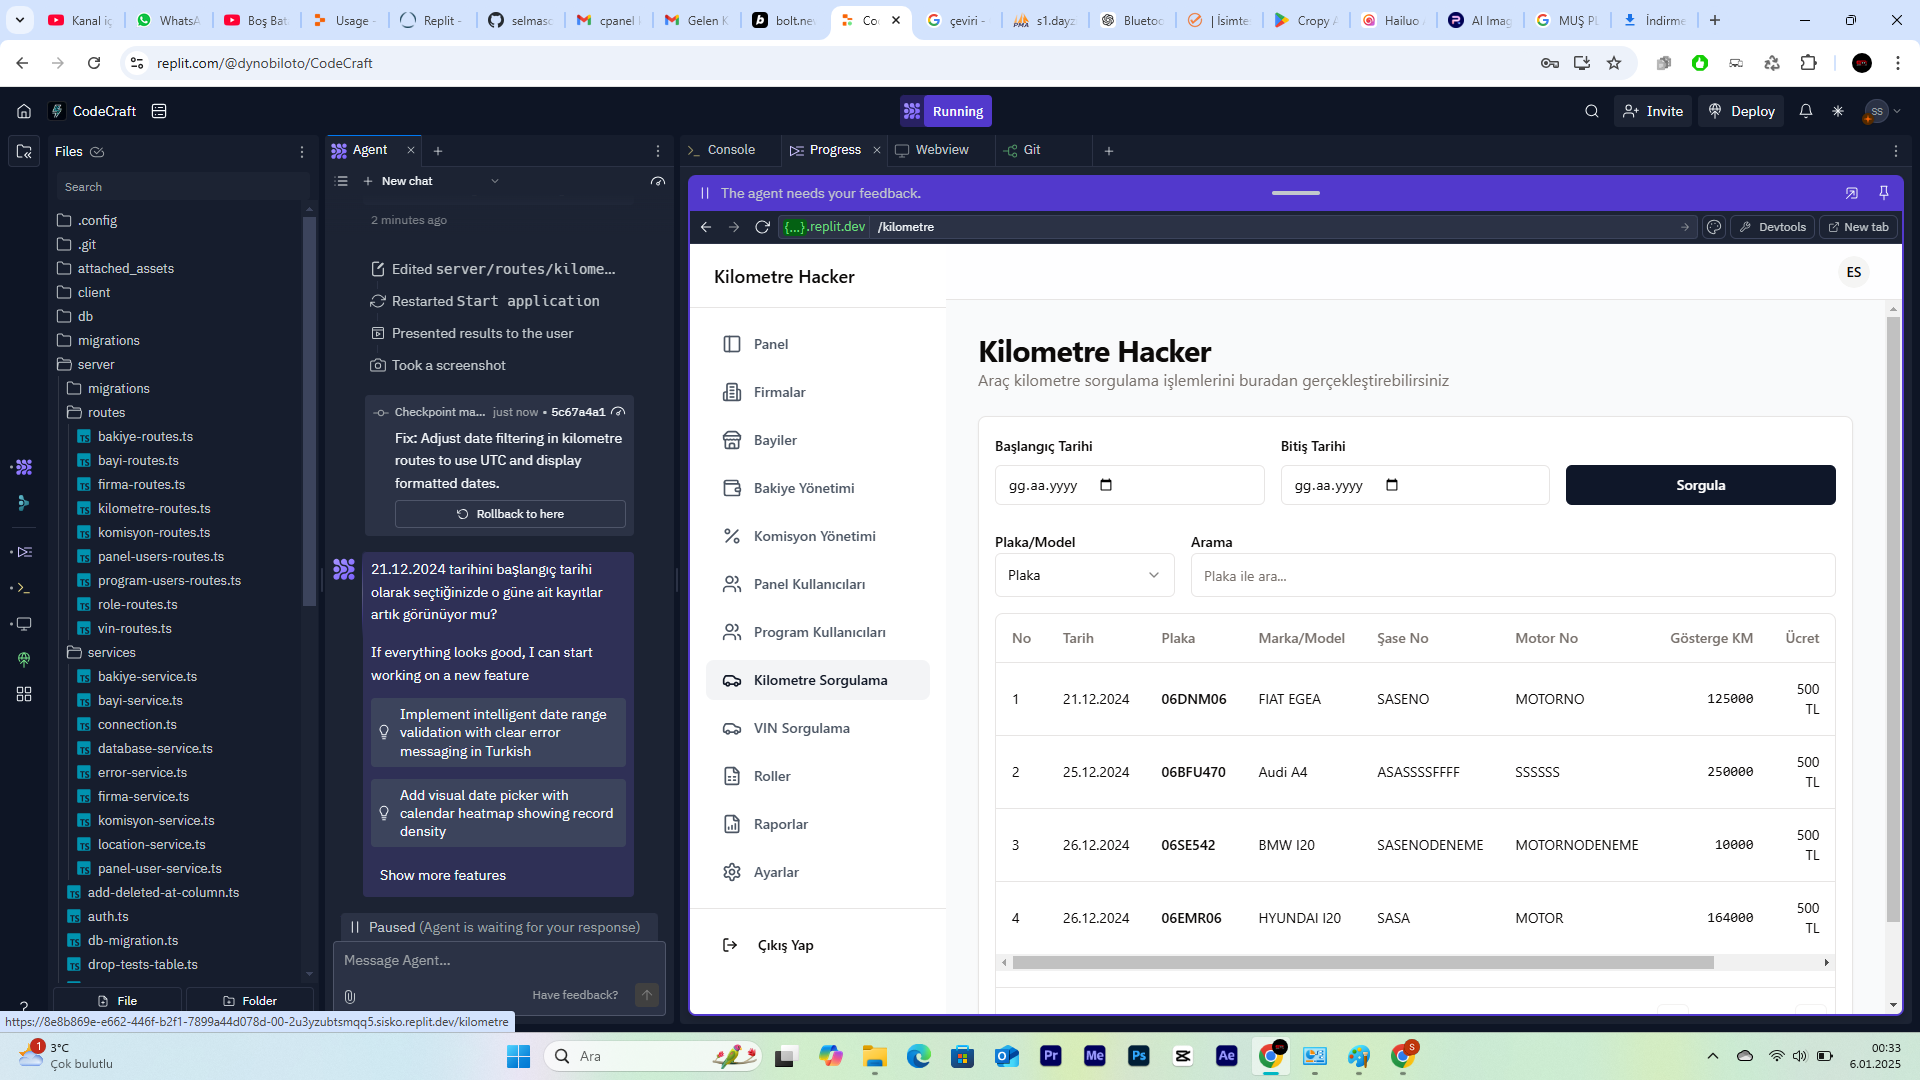 Kanal iç
WhatsA
Boş Bat
Usage -
Replit –
selmaso
cpanel k
Gelen K
bolt.nev
Co
çeviri -
s1.dayz
Bluetoo
| İsimte
Cropy A
Hailuo A
AI Imag
MUŞ PL
İndirme
replit.com/@dynobiloto/CodeCraft
CodeCraft
Running
Invite
Deploy
SS
Files
Agent
Console
Progress
Webview
Git
Search
New chat
The agent needs your feedback.
{...}.replit.dev
/kilometre
Devtools
New tab
.config
.git
attached_assets
client
db
migrations
server
migrations
routes
bakiye-routes.ts
bayi-routes.ts
firma-routes.ts
kilometre-routes.ts
komisyon-routes.ts
panel-users-routes.ts
program-users-routes.ts
role-routes.ts
vin-routes.ts
services
bakiye-service.ts
bayi-service.ts
connection.ts
database-service.ts
error-service.ts
firma-service.ts
komisyon-service.ts
location-service.ts
panel-user-service.ts
add-deleted-at-column.ts
auth.ts
db-migration.ts
drop-tests-table.ts
File
Folder
2 minutes ago
Edited server/routes/kilome…
Restarted Start application
Presented results to the user
Took a screenshot
Checkpoint ma… just now • 5c67a4a1
Fix: Adjust date filtering in kilometre
routes to use UTC and display
formatted dates.
Rollback to here
21.12.2024 tarihini başlangıç tarihi
olarak seçtiğinizde o güne ait kayıtlar
artık görünüyor mu?
If everything looks good, I can start
working on a new feature
Implement intelligent date range
validation with clear error
messaging in Turkish
Add visual date picker with
calendar heatmap showing record
density
Show more features
Paused (Agent is waiting for your response)
Message Agent...
Have feedback?
Kilometre Hacker
ES
Panel
Firmalar
Bayiler
Bakiye Yönetimi
Komisyon Yönetimi
Panel Kullanıcıları
Program Kullanıcıları
Kilometre Sorgulama
VIN Sorgulama
Roller
Raporlar
Ayarlar
Çıkış Yap
Kilometre Hacker
Araç kilometre sorgulama işlemlerini buradan gerçekleştirebilirsiniz
Başlangıç Tarihi
Bitiş Tarihi
gg.aa.yyyy
gg.aa.yyyy
Sorgula
Plaka/Model
Arama
Plaka
Plaka ile ara...
No Tarih Plaka Marka/Model Şase No Motor No Gösterge KM Ücret
1 21.12.2024 06DNM06 FIAT EGEA SASENO MOTORNO 125000 500 TL
2 25.12.2024 06BFU470 Audi A4 ASASSSSFFFF SSSSSS 250000 500 TL
3 26.12.2024 06SE542 BMW I20 SASENODENEME MOTORNODENEME 10000 500 TL
4 26.12.2024 06EMR06 HYUNDAI I20 SASA MOTOR 164000 500 TL
https://8e8b869e-e662-446f-b2f1-7899a44d078d-00-2u3yzubtsmqq5.sisko.replit.dev/kilometre
1
3°C
Çok bulutlu
Ara
Pr
Me
Ps
Ae
S
00:33
6.01.2025